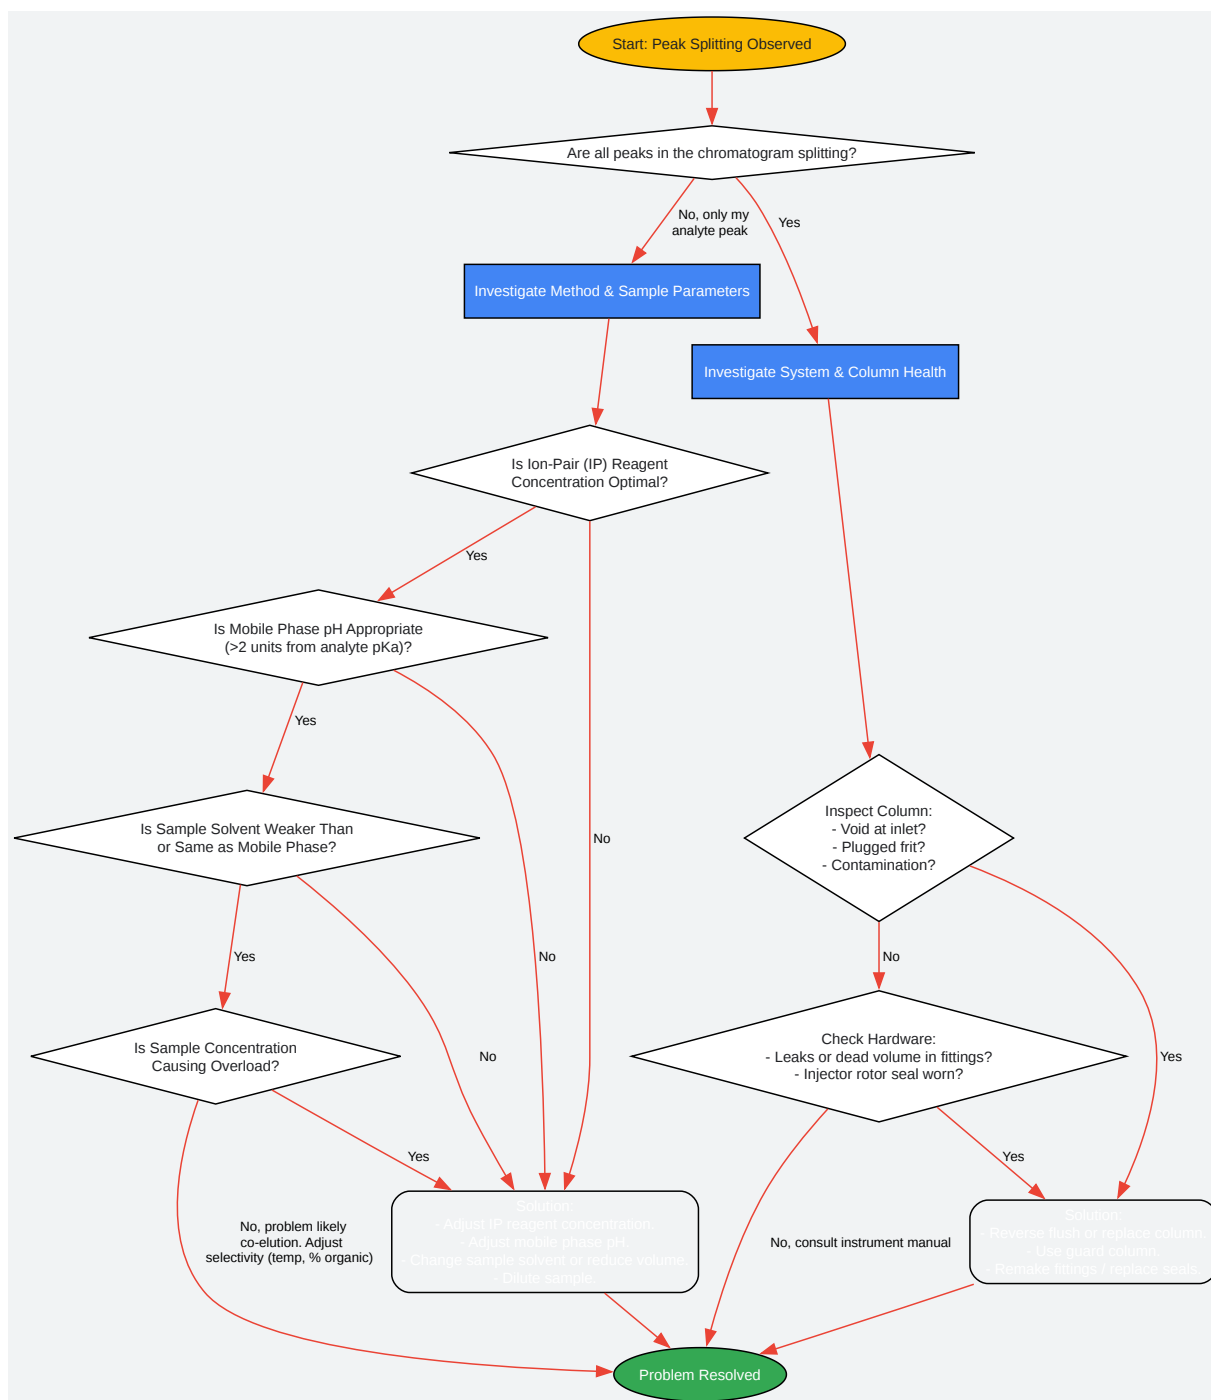 Start: Peak Splitting Observed
Are all peaks in the chromatogram splitting?
No, only my
analyte peak
Yes
Investigate Method & Sample Parameters
Investigate System & Column Health
Is Ion-Pair (IP) Reagent
Concentration Optimal?
Yes
Is Mobile Phase pH Appropriate
(>2 units from analyte pKa)?
Yes
Is Sample Solvent Weaker Than
or Same as Mobile Phase?
No
Inspect Column:
- Void at inlet?
- Plugged frit?
- Contamination?
Yes
No
No
Is Sample Concentration
Causing Overload?
No
Check Hardware:
- Leaks or dead volume in fittings?
- Injector rotor seal worn?
Yes
Yes
Yes
No, problem likely
co-elution. Adjust
selectivity (temp, % organic)
Solution:
- Adjust IP reagent concentration.
- Adjust mobile phase pH.
- Change sample solvent or reduce volume.
- Dilute sample.
No, consult instrument manual
Solution:
- Reverse flush or replace column.
- Use guard column.
- Remake fittings / replace seals.
Problem Resolved